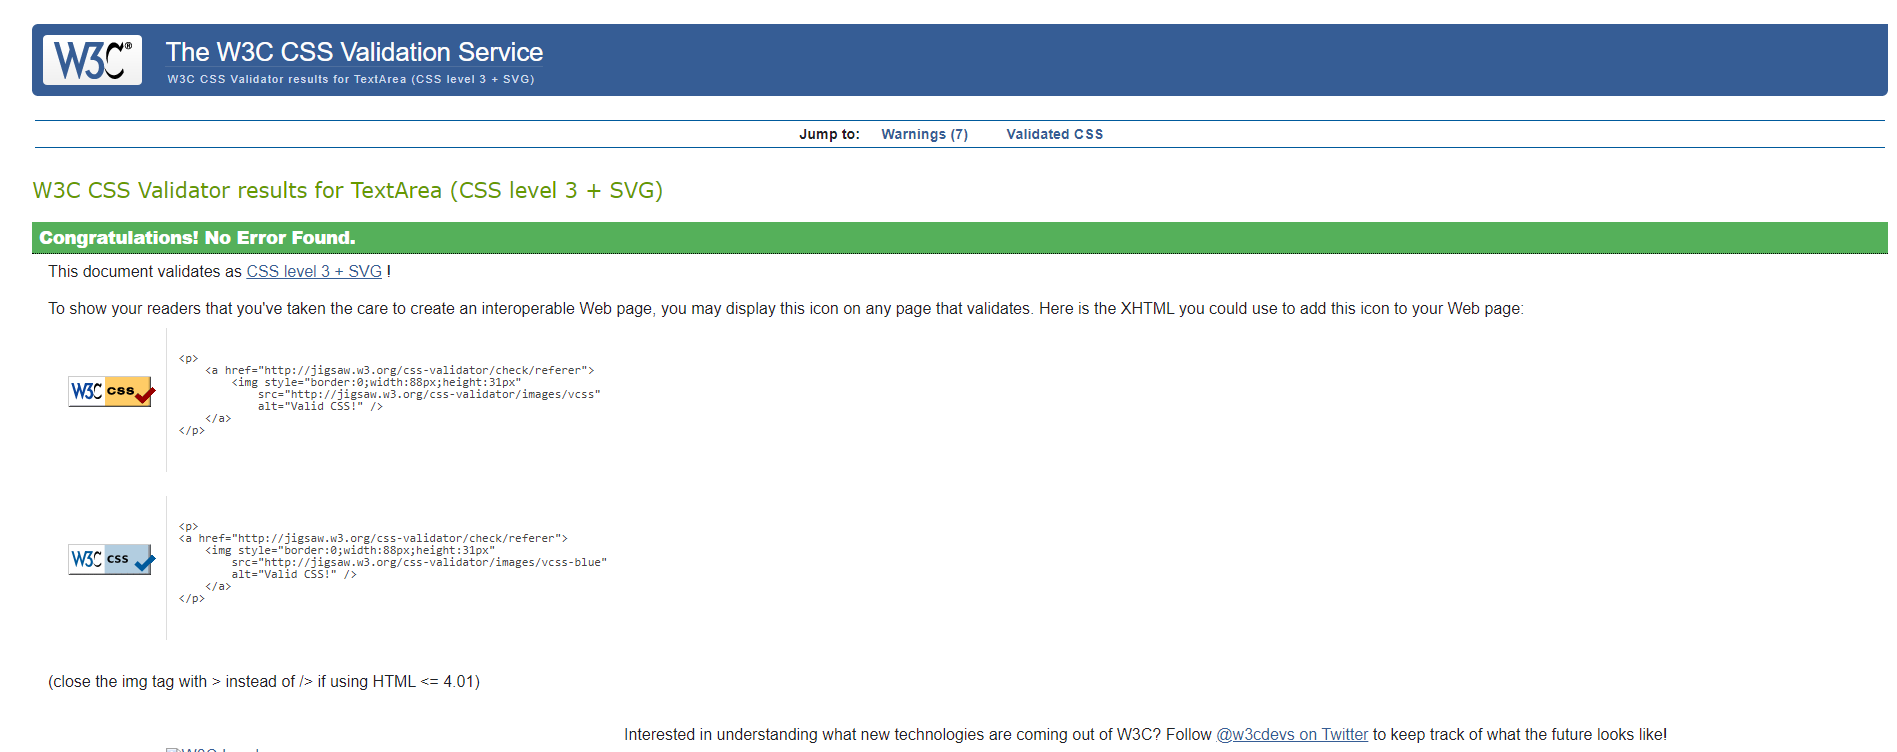 W3C®
The W3C CSS Validation Service
W3C CSS Validator results for TextArea (CSS level 3 + SVG)
Jump to: Warnings (7) Validated CSS
W3C CSS Validator results for TextArea (CSS level 3 + SVG)
Congratulations! No Error Found.
This document validates as CSS level 3 + SVG !
To show your readers that you've taken the care to create an interoperable Web page, you may display this icon on any page that validates. Here is the XHTML you could use to add this icon to your Web page:
W3C css
<p>
<a href="http://jigsaw.w3.org/css-validator/check/referer">
<img style="border:0;width:88px;height:31px"
src="http://jigsaw.w3.org/css-validator/images/vcss"
alt="Valid CSS!" />
</a>
</p>
W3C css
<p>
<a href="http://jigsaw.w3.org/css-validator/check/referer">
<img style="border:0;width:88px;height:31px"
src="http://jigsaw.w3.org/css-validator/images/vcss-blue"
alt="Valid CSS!" />
</a>
</p>
(close the img tag with > instead of /> if using HTML <= 4.01)
Interested in understanding what new technologies are coming out of W3C? Follow @w3cdevs on Twitter to keep track of what the future looks like!